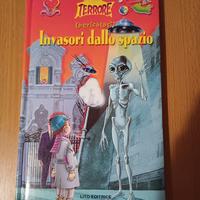 TERRORE
Invasori dallo spazio
LITO EDITRICE